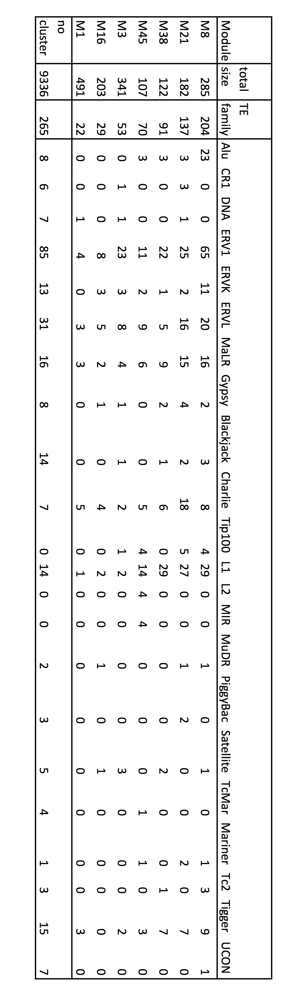 total TE
Module size family Alu CR1 DNA ERV1 ERVK ERVL MaLR Gypsy Blackjack Charlie Tip100 L1 L2 MIR MuDR PiggyBac Satellite TcMar Mariner Tc2 Tigger UCON
M8 285 204 23 0 0 65 11 20 16 2 3 8 4 29 0 0 1 0 1 0 1 3 9 1
M21 182 137 3 3 1 25 2 16 15 4 2 18 5 27 0 0 1 2 0 0 2 0 7 0
M38 122 91 3 0 0 22 1 5 9 2 1 6 0 29 0 0 0 0 2 0 0 1 7 0
M45 107 70 3 0 0 11 2 9 6 0 0 5 4 14 4 4 0 0 0 1 1 0 3 0
M3 341 53 0 1 1 23 3 8 4 1 1 2 1 2 0 0 0 0 3 0 0 0 2 0
M16 203 29 0 0 0 8 3 5 2 1 0 4 0 2 0 0 1 0 1 0 0 0 0 0
M1 491 22 0 0 1 4 0 3 3 0 0 5 0 1 0 0 0 0 0 0 0 0 3 0
no
cluster 9336 265 8 6 7 85 13 31 16 8 14 7 0 14 0 0 2 3 5 4 1 3 15 7